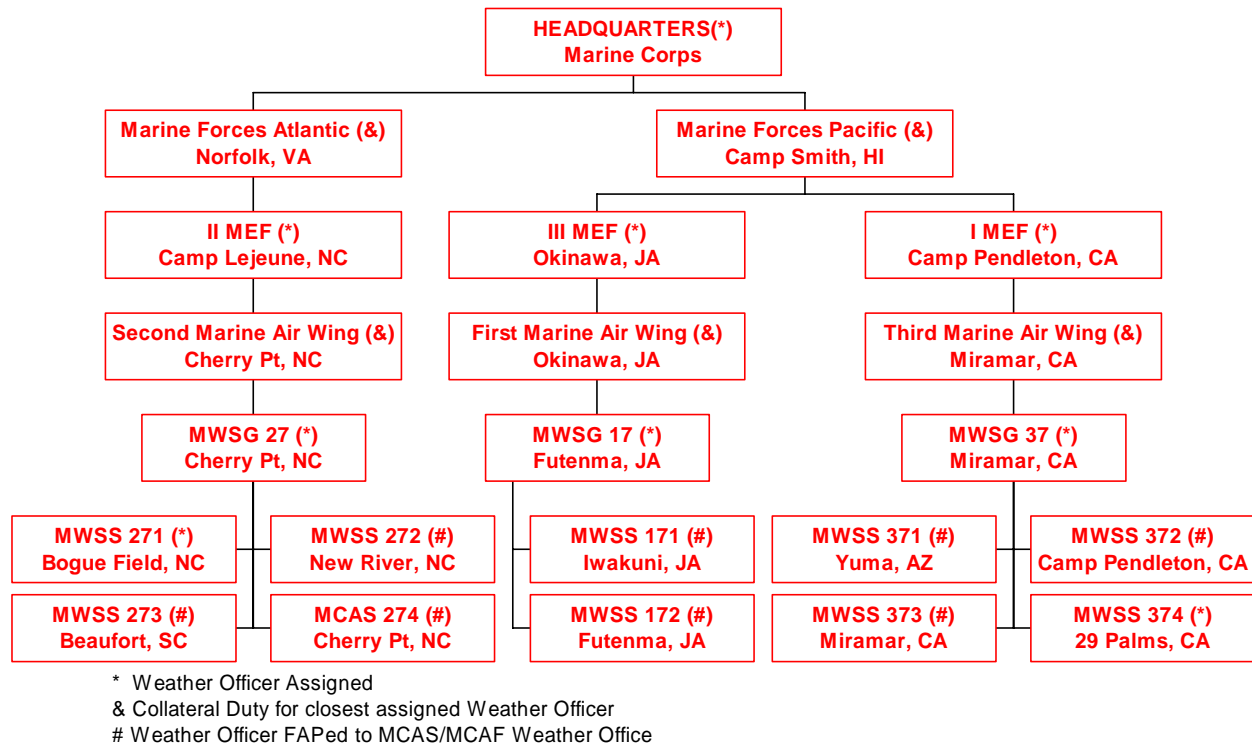 HEADQUARTERS(*)
Marine Corps
Marine Forces Atlantic (&)
Norfolk, VA
Marine Forces Pacific (&)
Camp Smith, HI
II MEF (*)
Camp Lejeune, NC
III MEF (*)
Okinawa, JA
I MEF (*)
Camp Pendleton, CA
Second Marine Air Wing (&)
Cherry Pt, NC
First Marine Air Wing (&)
Okinawa, JA
Third Marine Air Wing (&)
Miramar, CA
MWSG 27 (*)
Cherry Pt, NC
MWSG 17 (*)
Futenma, JA
MWSG 37 (*)
Miramar, CA
MWSS 271 (*)
Bogue Field, NC
MWSS 272 (#)
New River, NC
MWSS 171 (#)
Iwakuni, JA
MWSS 371 (#)
Yuma, AZ
MWSS 372 (#)
Camp Pendleton, CA
MWSS 273 (#)
Beaufort, SC
MCAS 274 (#)
Cherry Pt, NC
MWSS 172 (#)
Futenma, JA
MWSS 373 (#)
Miramar, CA
MWSS 374 (*)
29 Palms, CA
* Weather Officer Assigned
& Collateral Duty for closest assigned Weather Officer
# Weather Officer FAPed to MCAS/MCAF Weather Office